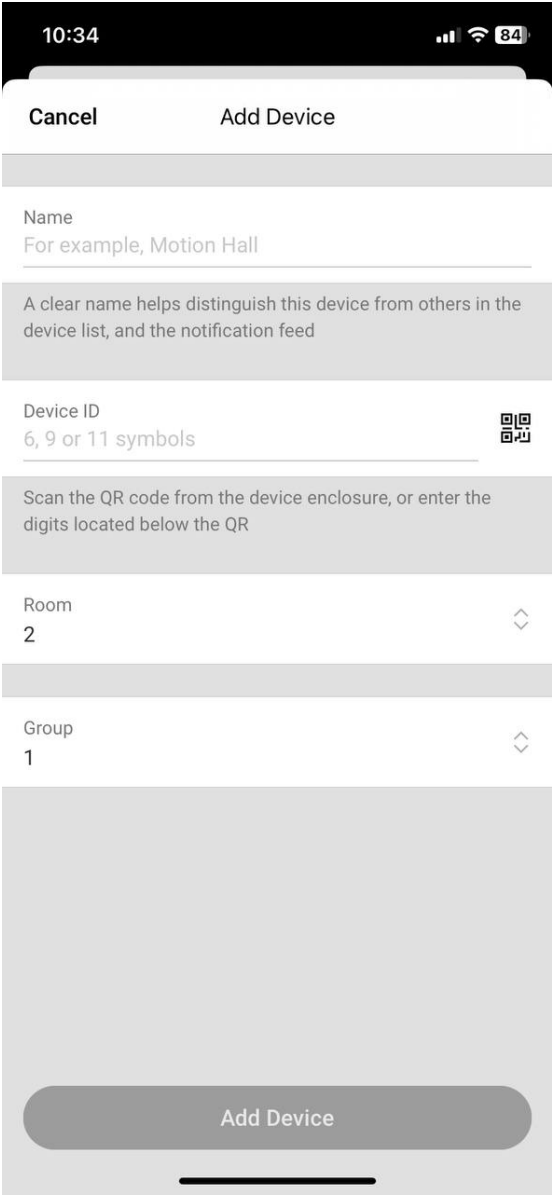 10:34
84
Cancel
Add Device
Name
For example, Motion Hall
A clear name helps distinguish this device from others in the
device list, and the notification feed
Device ID
6, 9 or 11 symbols
Scan the QR code from the device enclosure, or enter the
digits located below the QR
Room
2
Group
1
Add Device